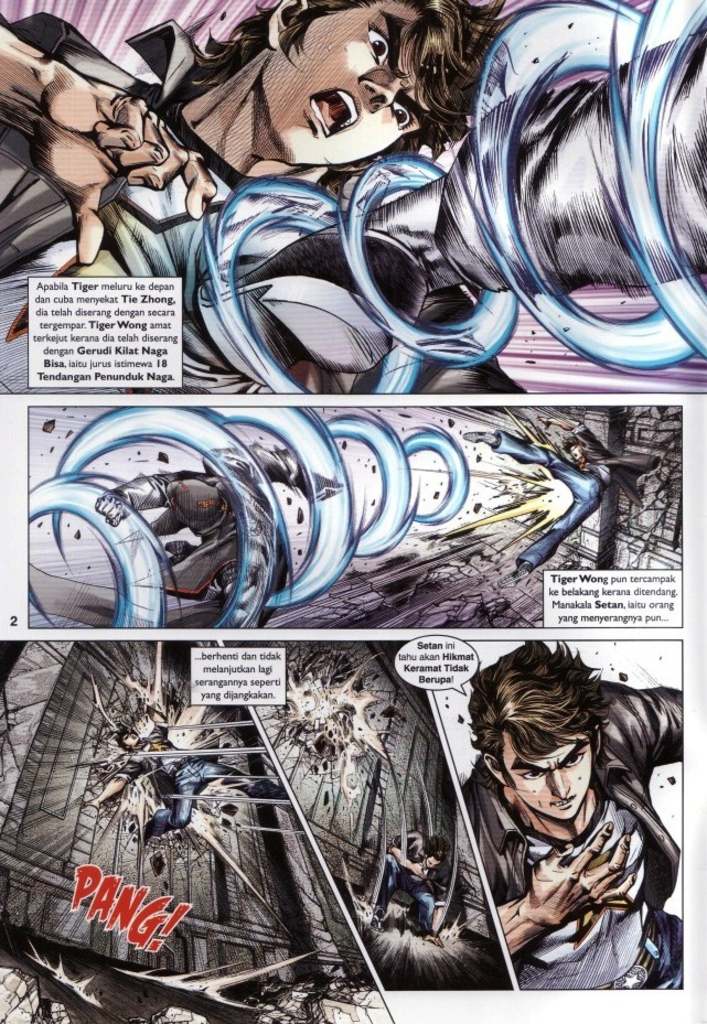 Apabila Tiger meluru ke depan
dan cuba menyekat Tie Zhong,
dia telah diserang dengan secara
tergempar. Tiger Wong amat
terkejut kerana dia telah diserang
dengan Gerudi Kilat Naga
Bisa, iaitu jurus istimewa 18
Tendangan Penunduk Naga.
Tiger Wong pun tercampak
ke belakang kerana ditendang.
Manakala Setan, iaitu orang
yang menyerangnya pun...
2
...berhenti dan tidak
melanjutkan lagi
serangannya seperti
yang dijangkakan.
PANG!
Setan ini
tahu akan Hikmat
Keramat Tidak
Berupa!